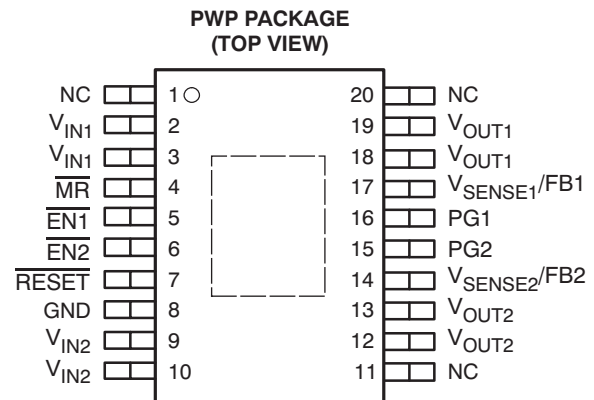 PWP PACKAGE
(TOP VIEW)
NC 1 20 NC
VIN1 2 19 VOUT1
VIN1 3 18 VOUT1
MR 4 17 VSENSE1/FB1
EN1 5 16 PG1
EN2 6 15 PG2
RESET 7 14 VSENSE2/FB2
GND 8 13 VOUT2
VIN2 9 12 VOUT2
VIN2 10 11 NC